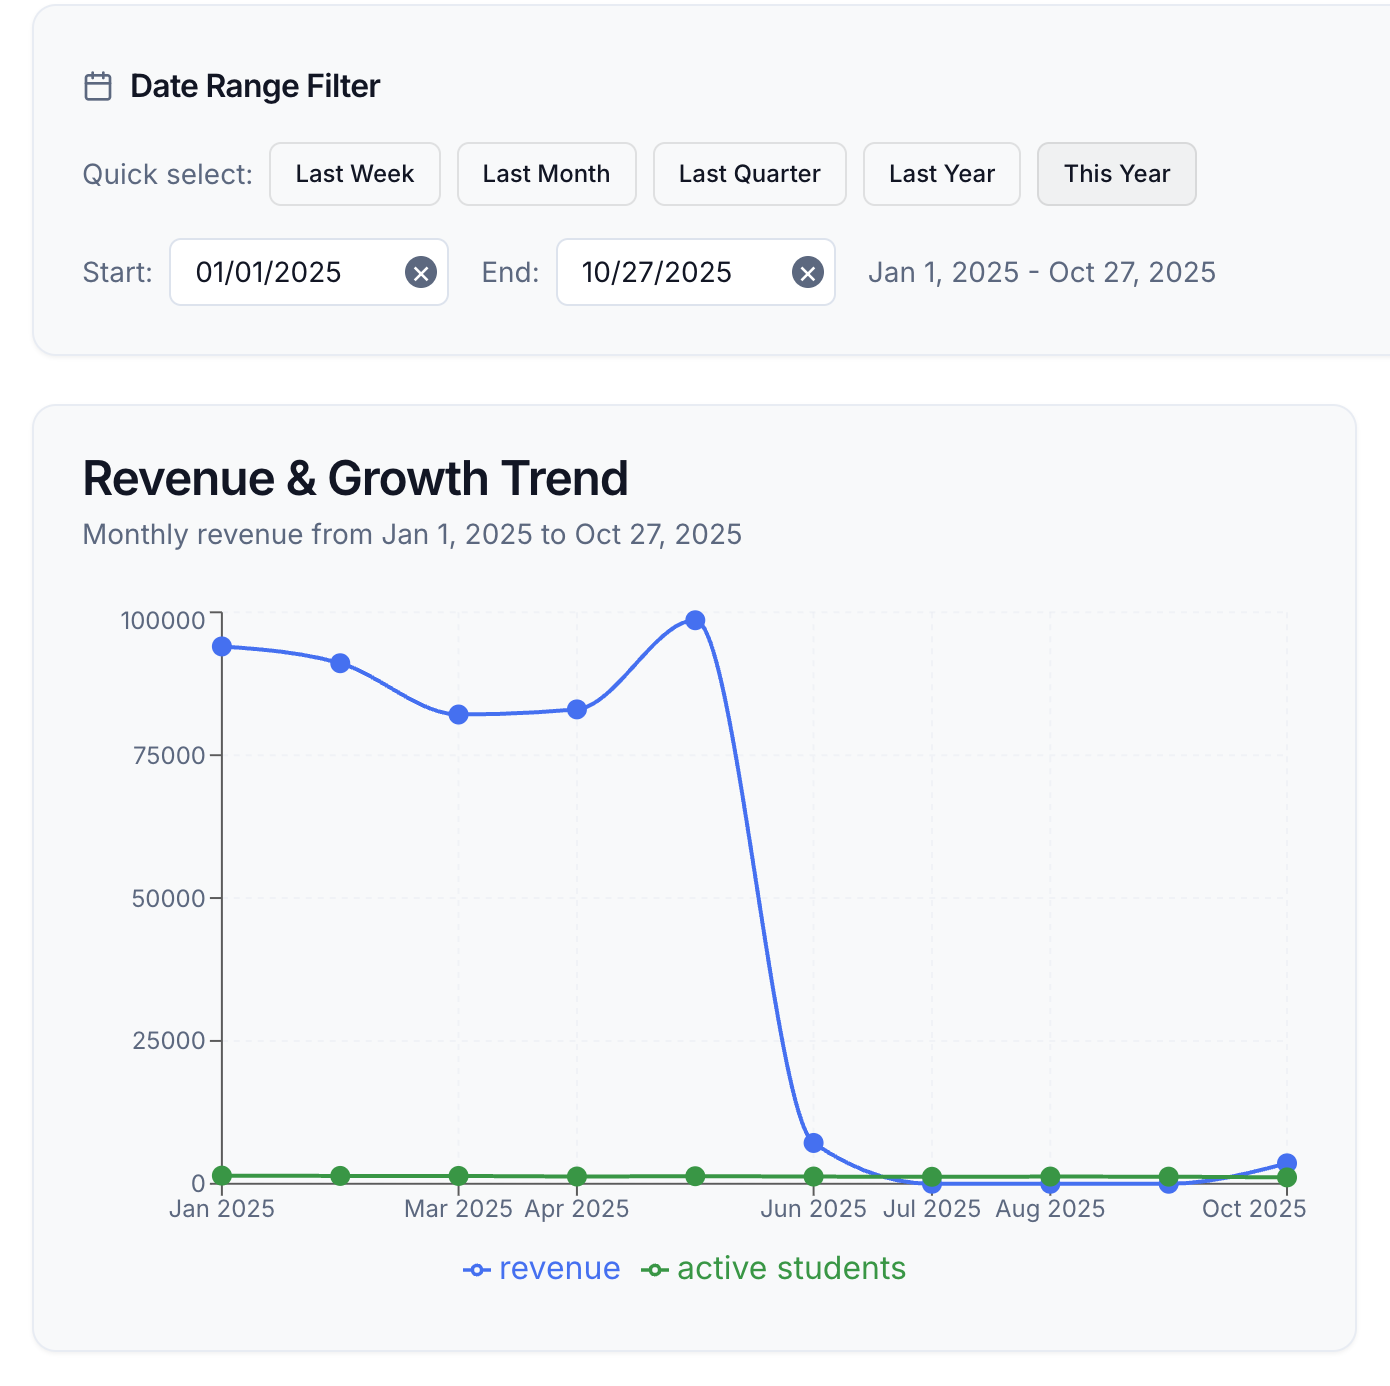 Date Range Filter
Quick select: Last Week Last Month Last Quarter Last Year This Year
Start: 01/01/2025 End: 10/27/2025 Jan 1, 2025 - Oct 27, 2025
Revenue & Growth Trend
Monthly revenue from Jan 1, 2025 to Oct 27, 2025
100000
75000
50000
25000
0
Jan 2025 Mar 2025 Apr 2025 Jun 2025 Jul 2025 Aug 2025 Oct 2025
revenue active students